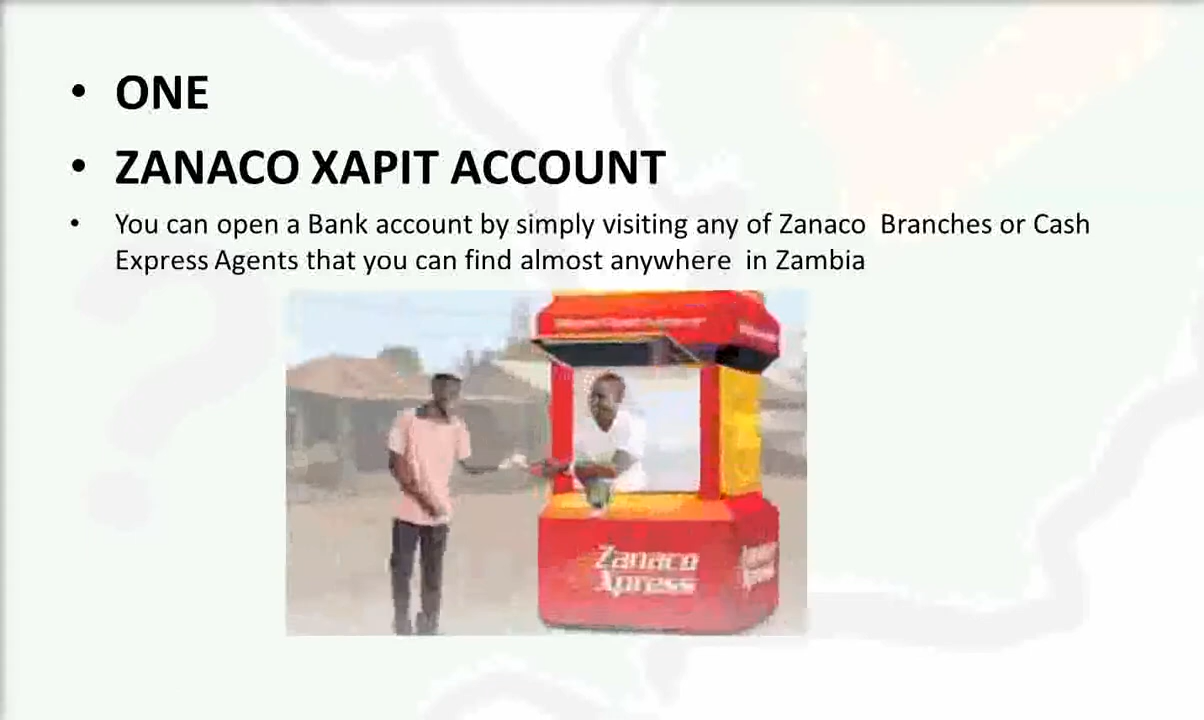 • ONE
• ZANACO XAPIT ACCOUNT
• You can open a Bank account by simply visiting any of Zanaco Branches or Cash
Express Agents that you can find almost anywhere in Zambia
Zanaco
Xpress